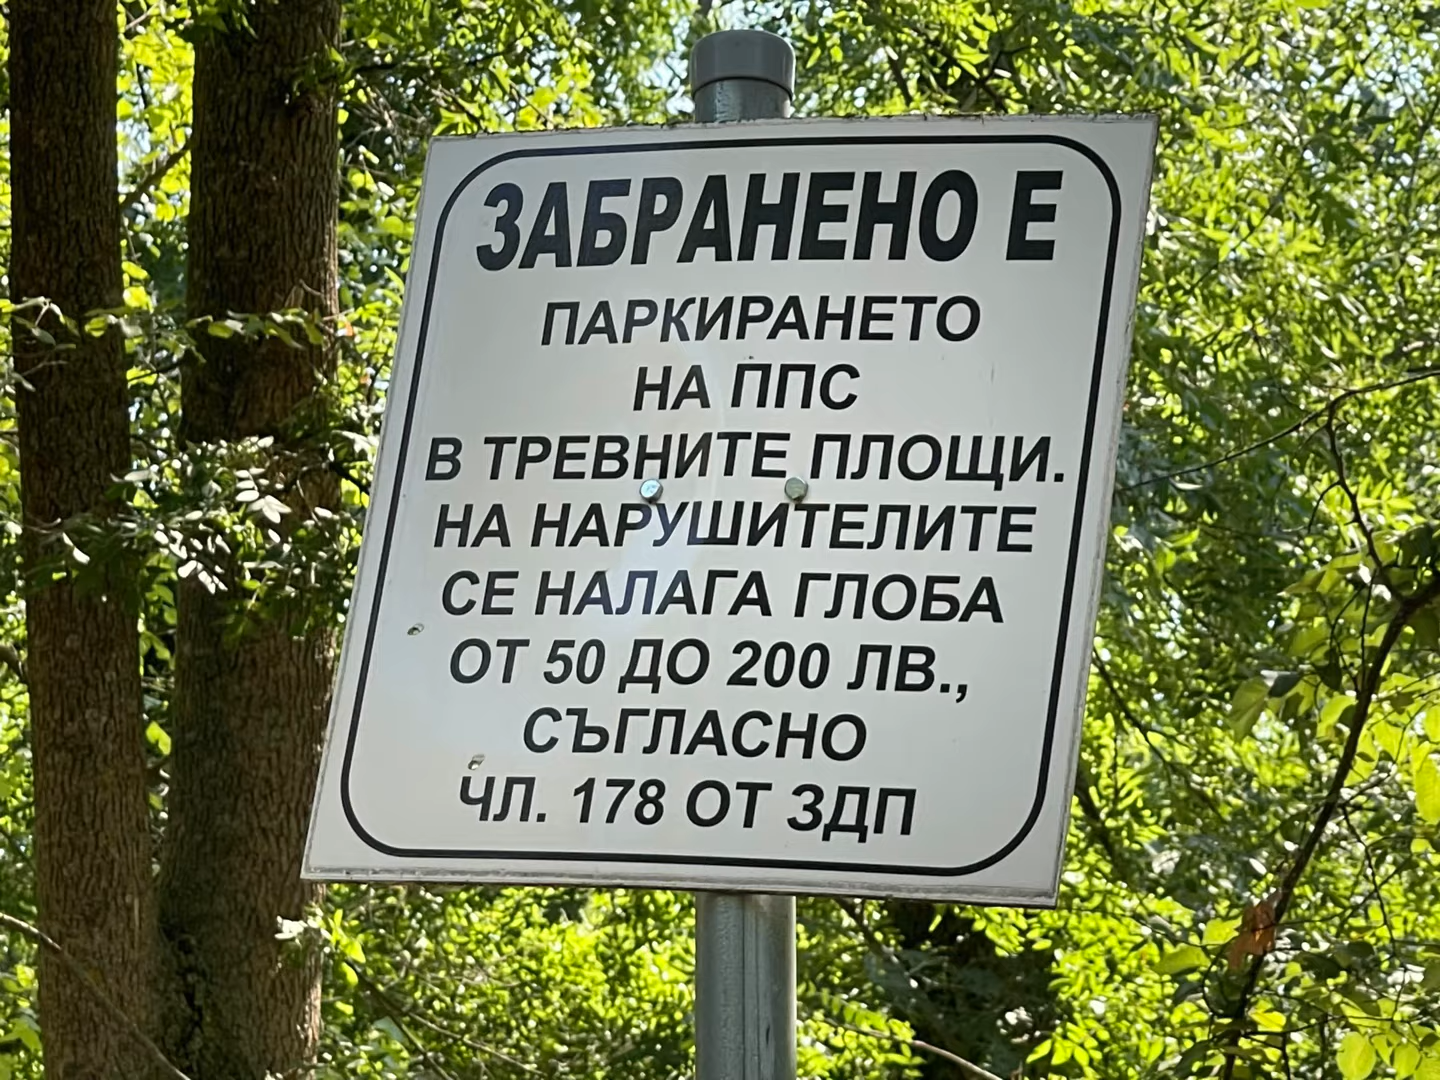 ЗАБРАНЕНО Е
ПАРКИРАНЕТО
НА ППС
В ТРЕВНИТЕ ПЛОЩИ.
НА НАРУШИТЕЛИТЕ
СЕ НАЛАГА ГЛОБА
ОТ 50 ДО 200 ЛВ.,
СЪГЛАСНО
ЧЛ. 178 ОТ ЗДП